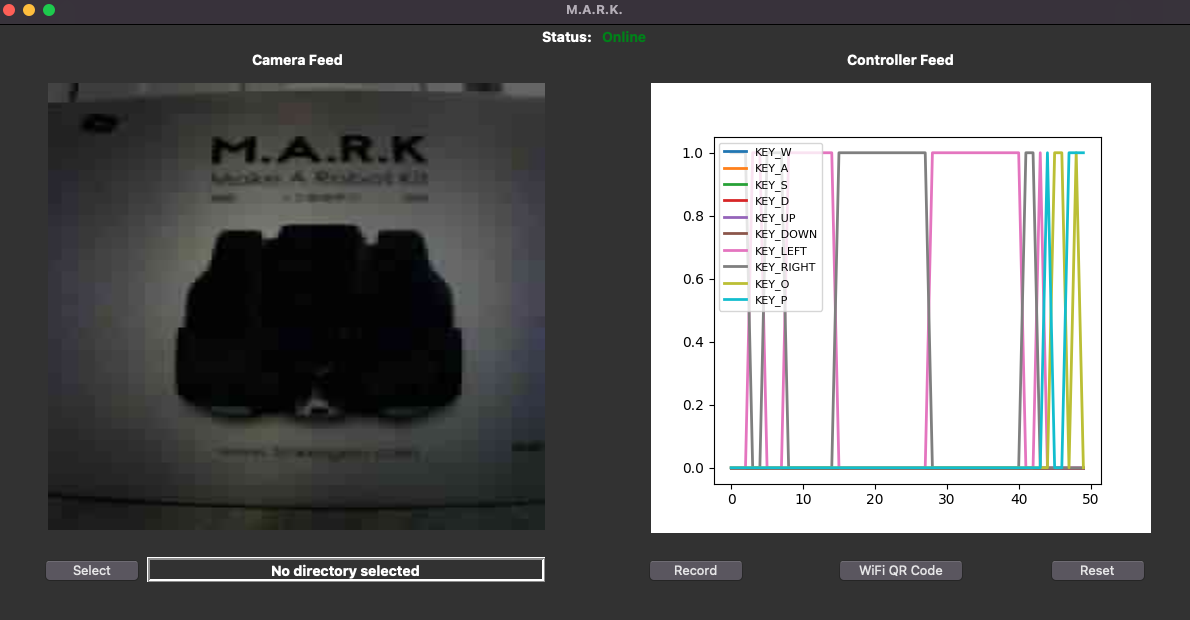 M.A.R.K.
Status: Online
Camera Feed
Controller Feed
M.A.R.K
Make A Robot Kit
1.0
0.8
0.6
0.4
0.2
0.0
KEY_W
KEY_A
KEY_S
KEY_D
KEY_UP
KEY_DOWN
KEY_LEFT
KEY_RIGHT
KEY_O
KEY_P
0 10 20 30 40 50
Select
No directory selected
Record
WiFi QR Code
Reset